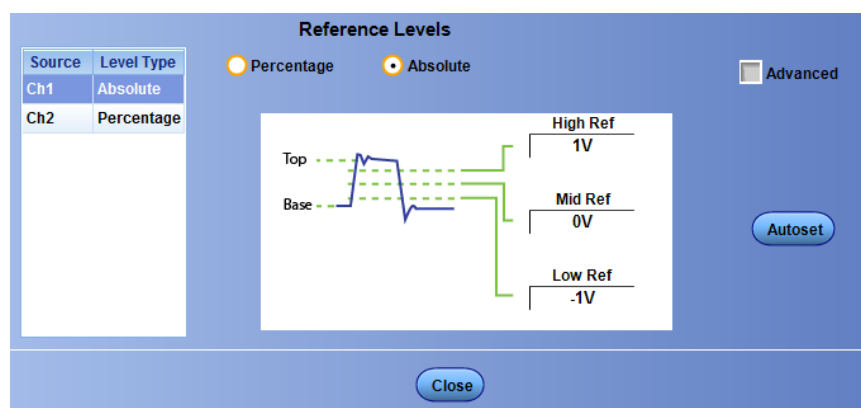 Reference Levels
Source Level Type
Ch1 Absolute
Ch2 Percentage
Percentage Absolute
Advanced
Top
Base
High Ref
1V
Mid Ref
0V
Low Ref
-1V
Autoset
Close